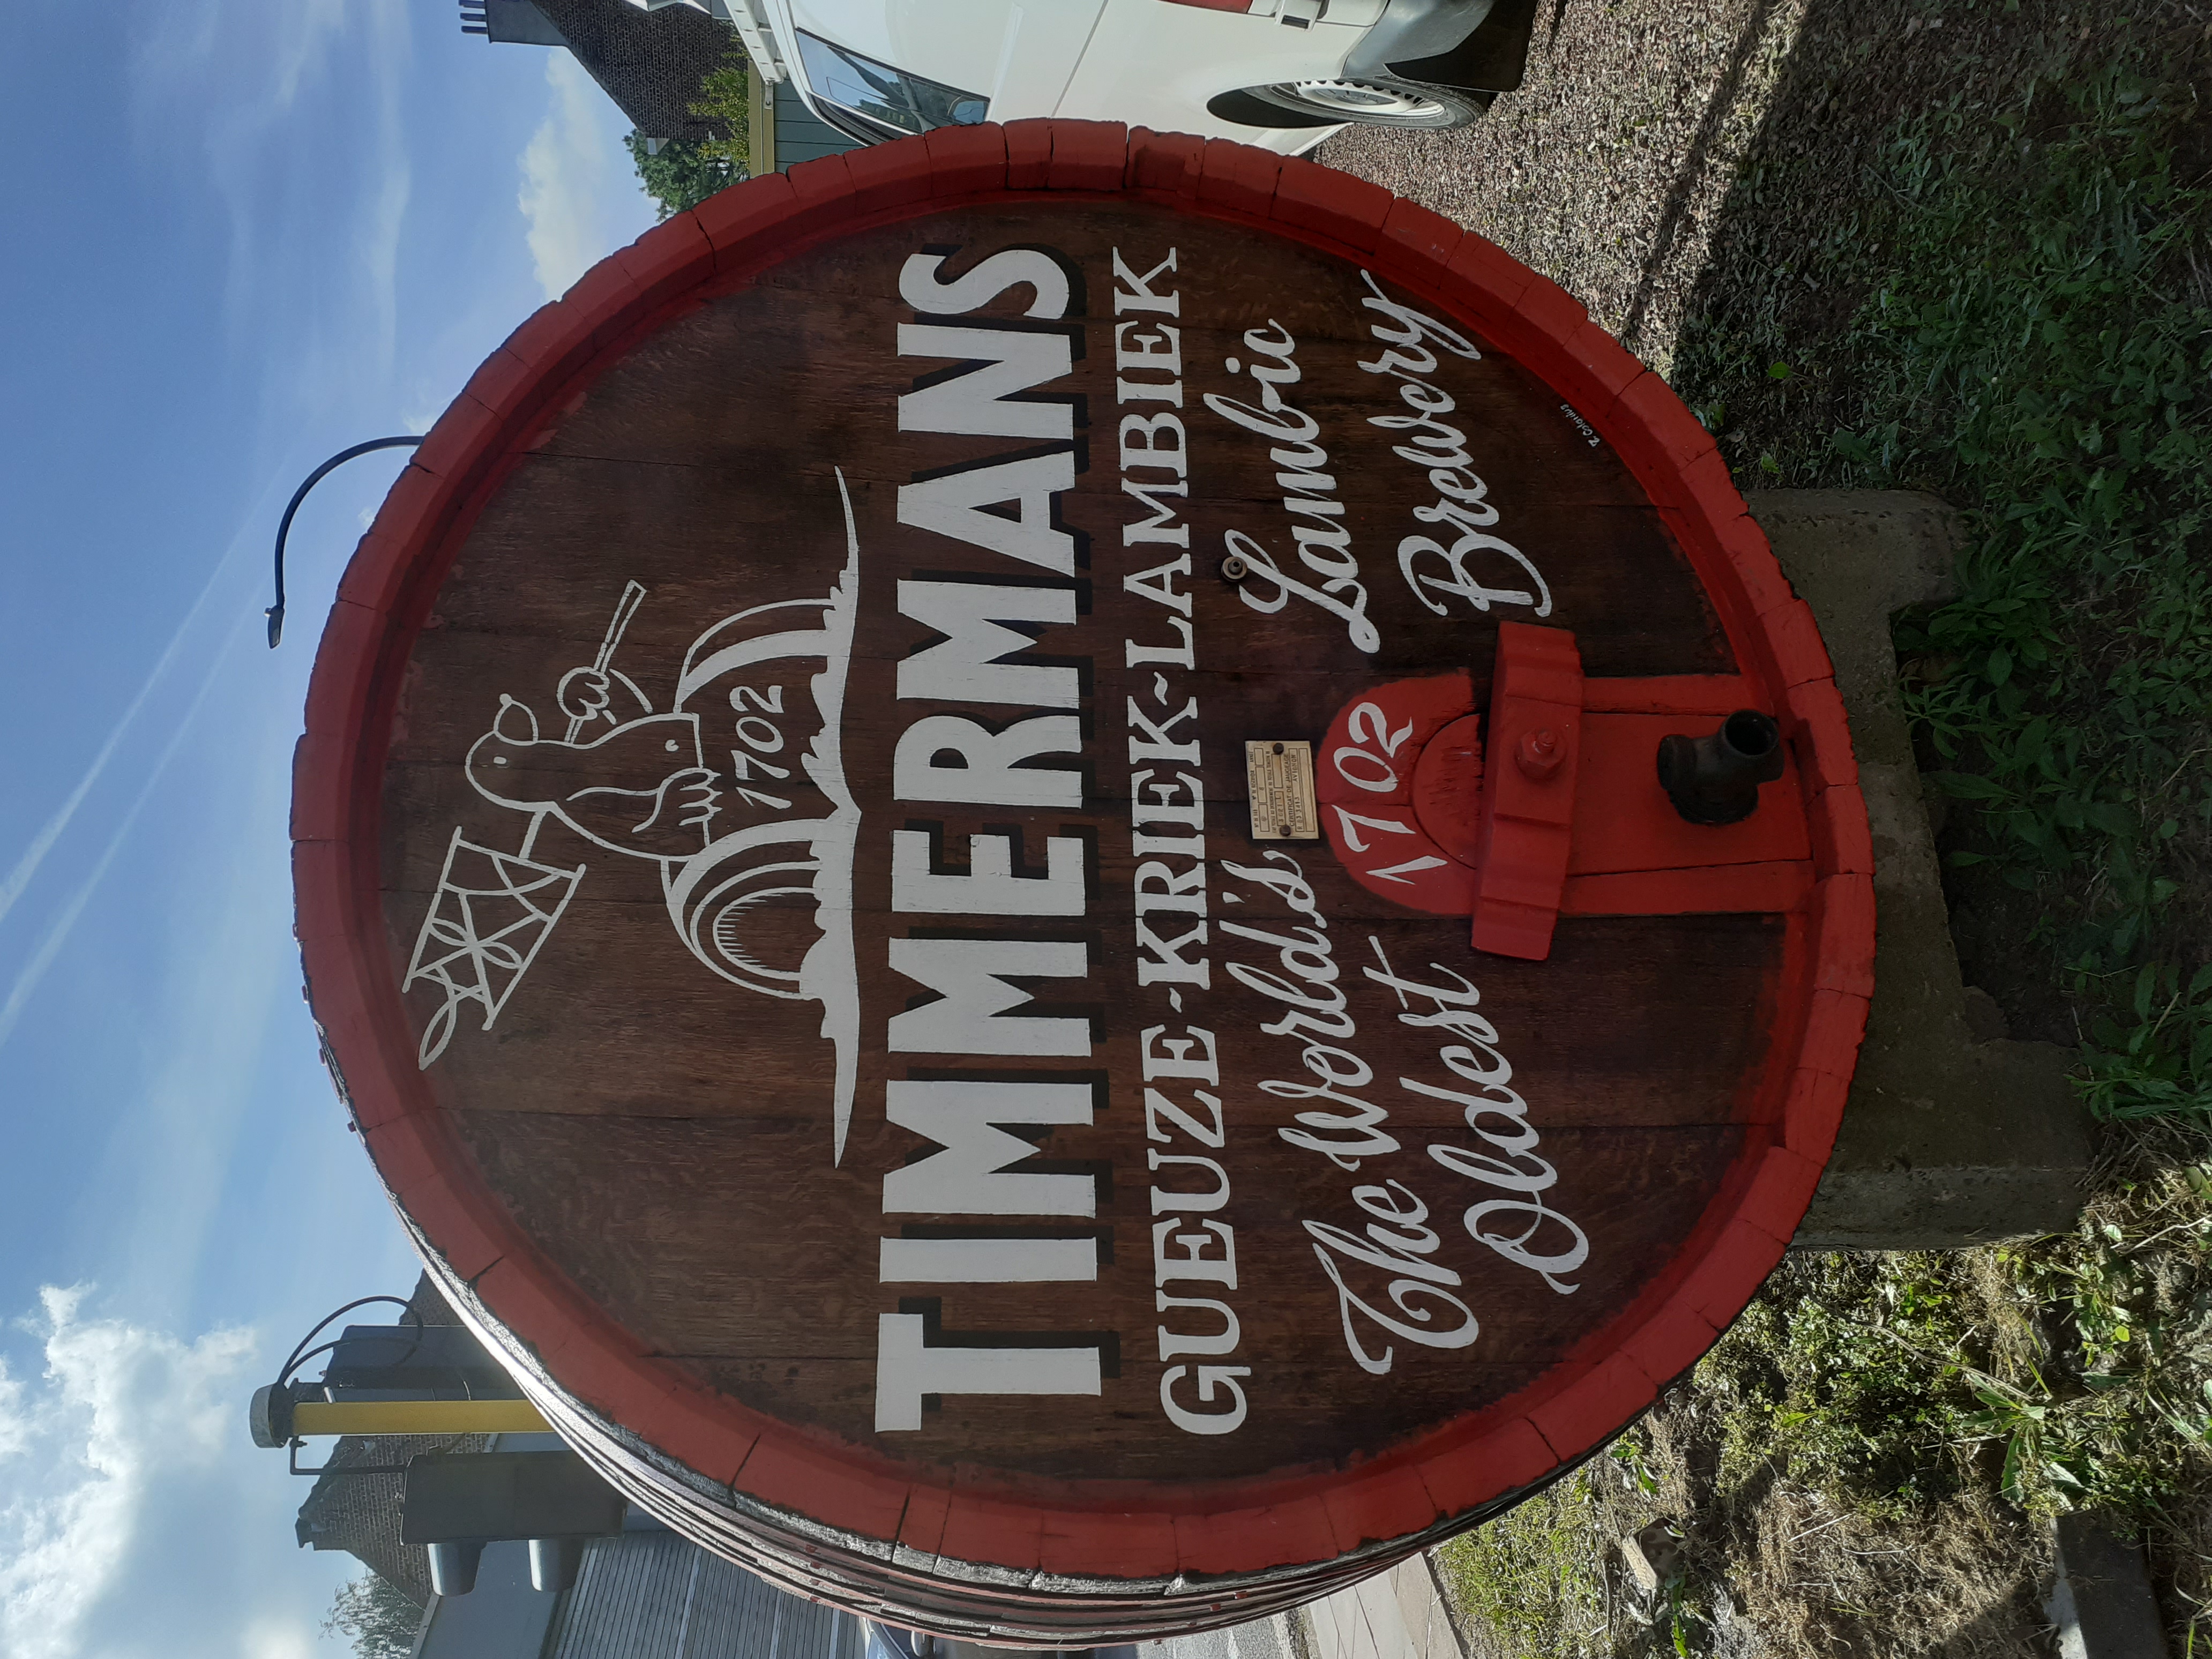 1702
TIMMERMANS
GUEUZE-KRIEK-LAMBIEK
The World's
Oldest
1702
Lambic
Brewery